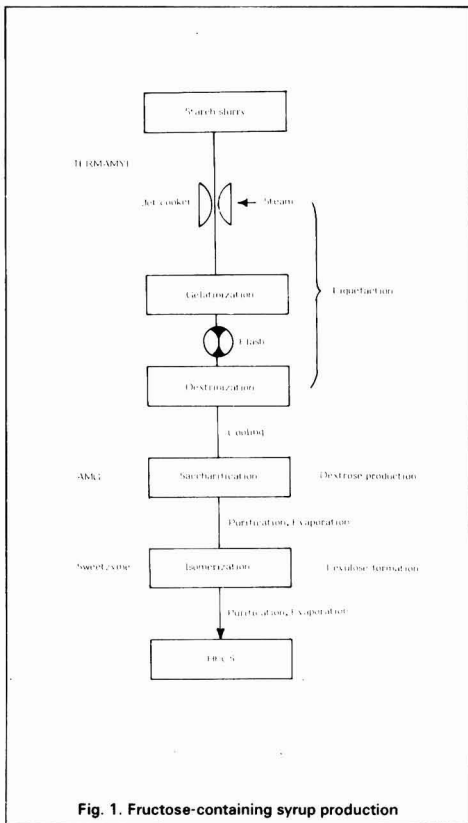 Starch slurry
TERMAMYL
Jet cooker
Steam
Gelatinization
Liquefaction
Flash
Dextrinization
Cooling
AMG
Saccharification
Dextrose production
Purification, Evaporation
Sweetzyme
Isomerization
Levulose formation
Purification, Evaporation
HFCS
Fig. 1. Fructose-containing syrup production